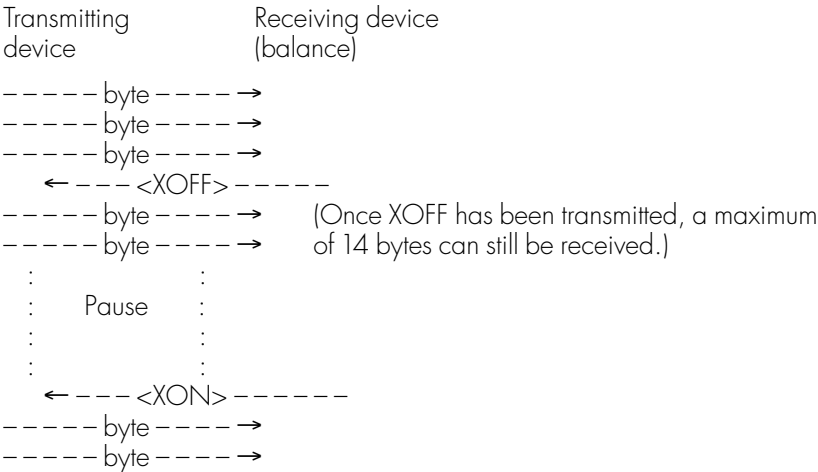 Transmitting Receiving device
device (balance)
– – – – – byte – – – – →
– – – – – byte – – – – →
– – – – – byte – – – – →
← – – – <XOFF> – – – – –
– – – – – byte – – – – → (Once XOFF has been transmitted, a maximum
– – – – – byte – – – – → of 14 bytes can still be received.)
: :
: Pause :
: :
: :
← – – – <XON> – – – – – –
– – – – – byte – – – – →
– – – – – byte – – – – →